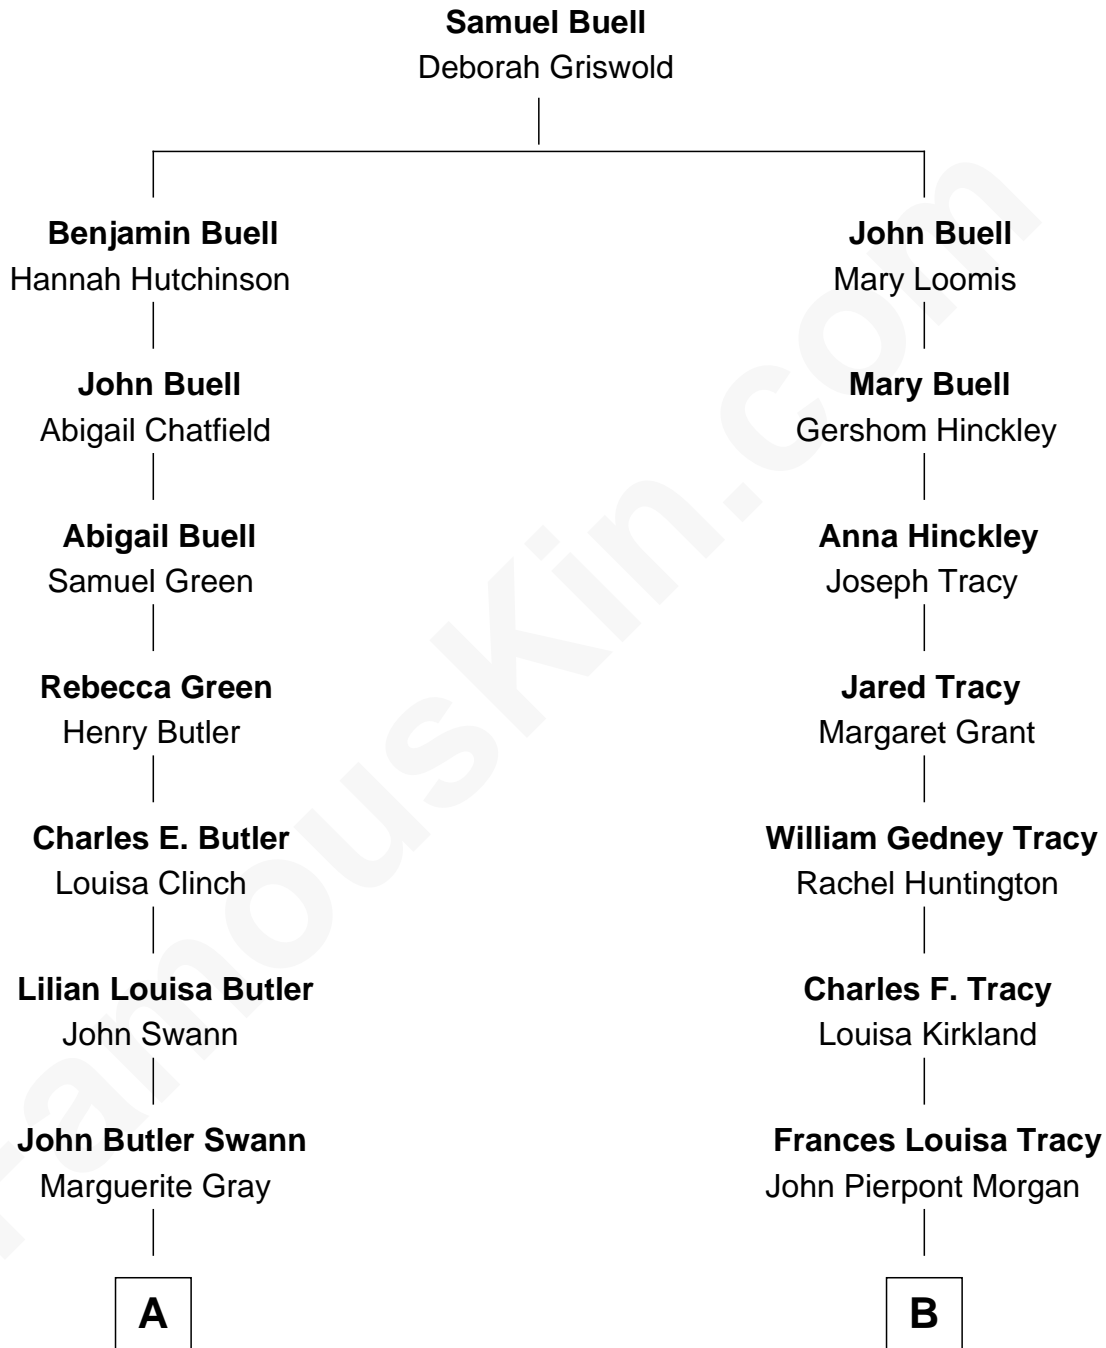 Samuel Buell
Deborah Griswold
Benjamin Buell
Hannah Hutchinson
John Buell
Mary Loomis
John Buell
Abigail Chatfield
Mary Buell
Gershom Hinckley
Abigail Buell
Samuel Green
Anna Hinckley
Joseph Tracy
Rebecca Green
Henry Butler
Jared Tracy
Margaret Grant
Charles E. Butler
Louisa Clinch
William Gedney Tracy
Rachel Huntington
Lilian Louisa Butler
John Swann
Charles F. Tracy
Louisa Kirkland
John Butler Swann
Marguerite Gray
Frances Louisa Tracy
John Pierpont Morgan
A
B
FamousKin.com